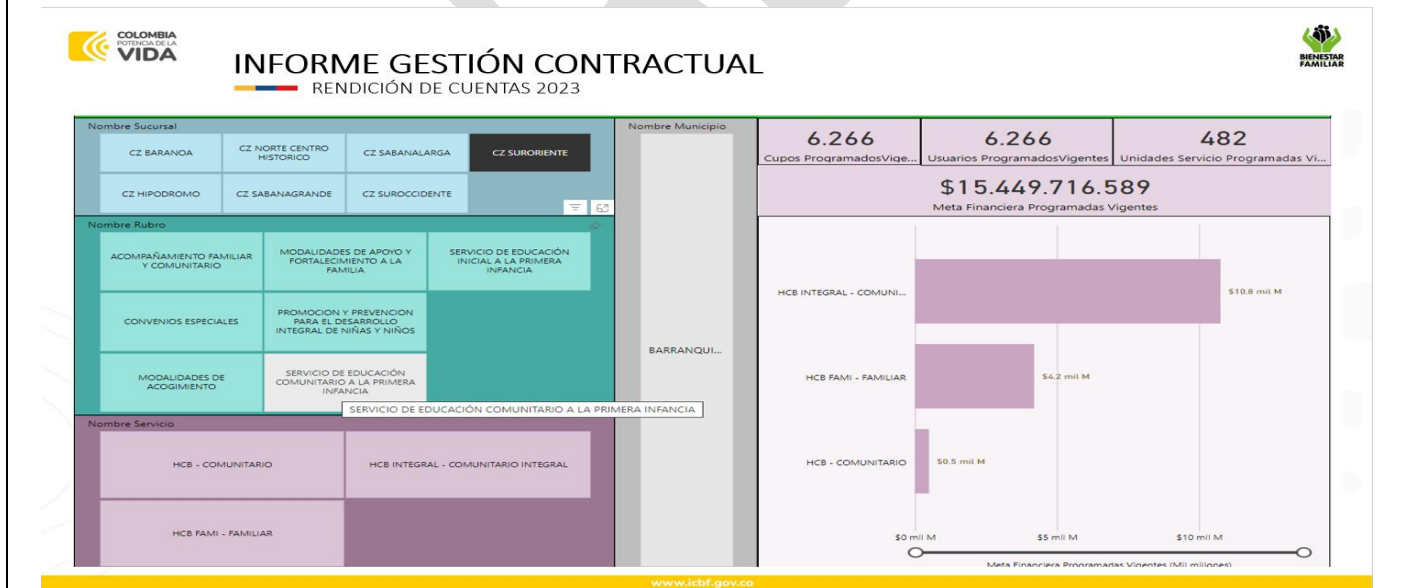 COLOMBIA
POTENCIA DE LA
VIDA
INFORME GESTIÓN CONTRACTUAL
RENDICIÓN DE CUENTAS 2023
BIENESTAR
FAMILIAR
Nombre Sucursal
CZ BARANOA
CZ NORTE CENTRO
HISTORICO
CZ SABANALARGA
CZ SURORIENTE
CZ HIPODROMO
CZ SABANAGRANDE
CZ SUROCCIDENTE
Nombre Rubro
ACOMPAÑAMIENTO FAMILIAR
Y COMUNITARIO
MODALIDADES DE APOYO Y
FORTALECIMIENTO A LA
FAMILIA
SERVICIO DE EDUCACIÓN
INICIAL A LA PRIMERA
INFANCIA
CONVENIOS ESPECIALES
PROMOCION Y PREVENCION
PARA EL DESARROLLO
INTEGRAL DE NIÑAS Y NIÑOS
MODALIDADES DE
ACOGIMIENTO
SERVICIO DE EDUCACIÓN
COMUNITARIO A LA PRIMERA
INFANCIA
SERVICIO DE EDUCACIÓN COMUNITARIO A LA PRIMERA INFANCIA
Nombre Servicio
HCB - COMUNITARIO
HCB INTEGRAL - COMUNITARIO INTEGRAL
HCB FAMI - FAMILIAR
Nombre Municipio
BARRANQUI...
6.266
Cupos ProgramadosVige...
6.266
Usuarios ProgramadosVigentes
482
Unidades Servicio Programadas Vi...
$15.449.716.589
Meta Financiera Programadas Vigentes
HCB INTEGRAL - COMUNI...
$10.8 mil M
HCB FAMI - FAMILIAR
$4.2 mil M
HCB - COMUNITARIO
$0.5 mil M
$0 mil M
$5 mil M
$10 mil M
Meta Financiera Programadas Vigentes (Mil millones)
www.icbf.gov.co